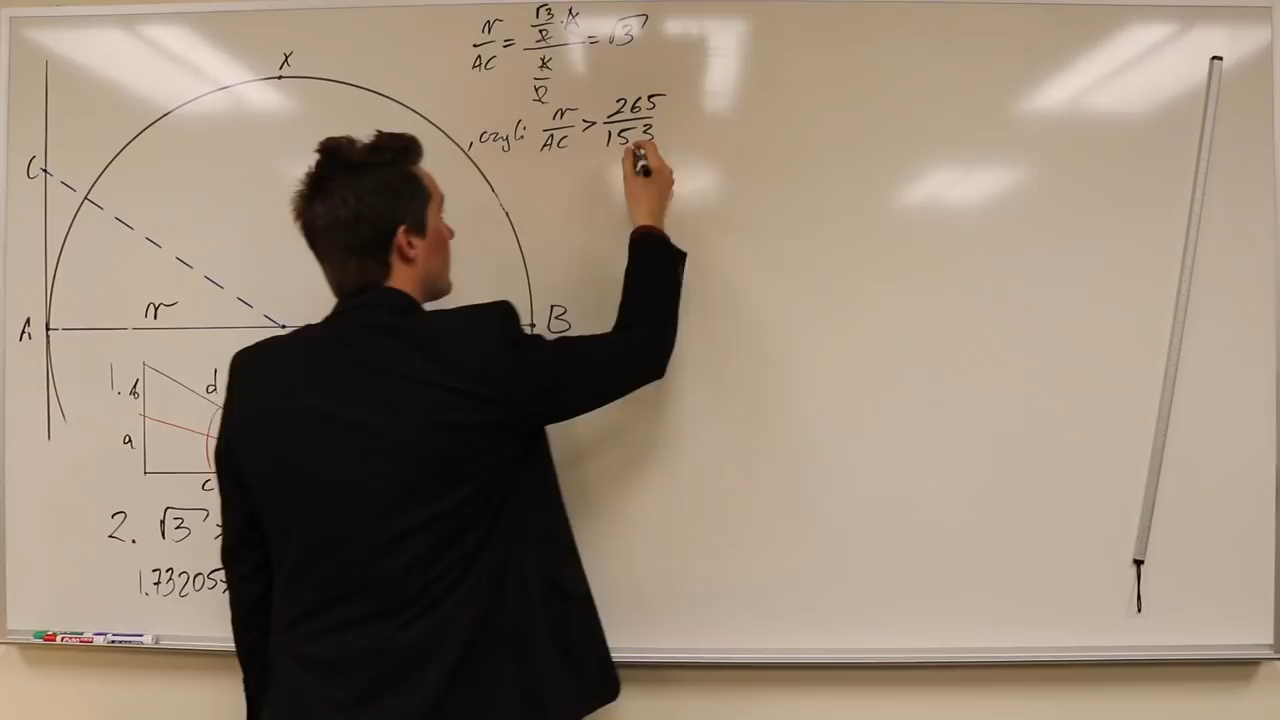 r/AC = (√3/2 · x)/(x/2) = √3
, czyli r/AC > 265/153
X
C
r
A
B
1. b
d
a
c
2. √3 >
1.73205